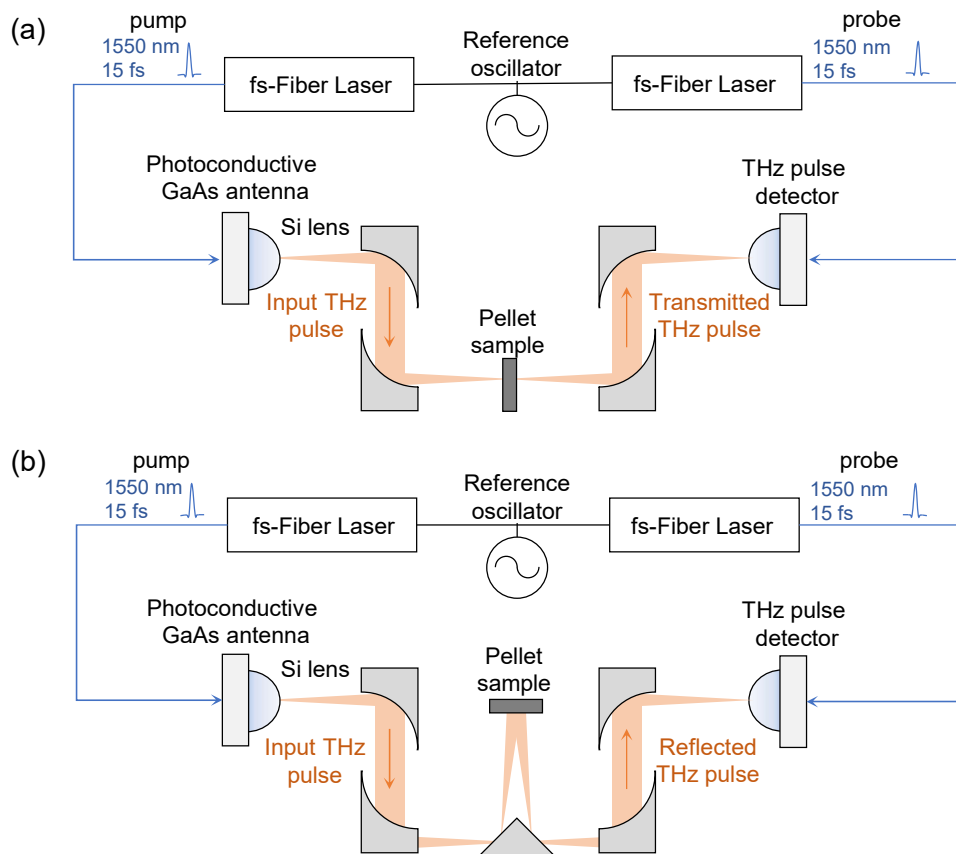 (a)
pump
1550 nm
15 fs
fs-Fiber Laser
Reference
oscillator
fs-Fiber Laser
probe
1550 nm
15 fs
Photoconductive
GaAs antenna
Si lens
Input THz
pulse
Pellet
sample
Transmitted
THz pulse
THz pulse
detector
(b)
pump
1550 nm
15 fs
fs-Fiber Laser
Reference
oscillator
fs-Fiber Laser
probe
1550 nm
15 fs
Photoconductive
GaAs antenna
Si lens
Input THz
pulse
Pellet
sample
Reflected
THz pulse
THz pulse
detector